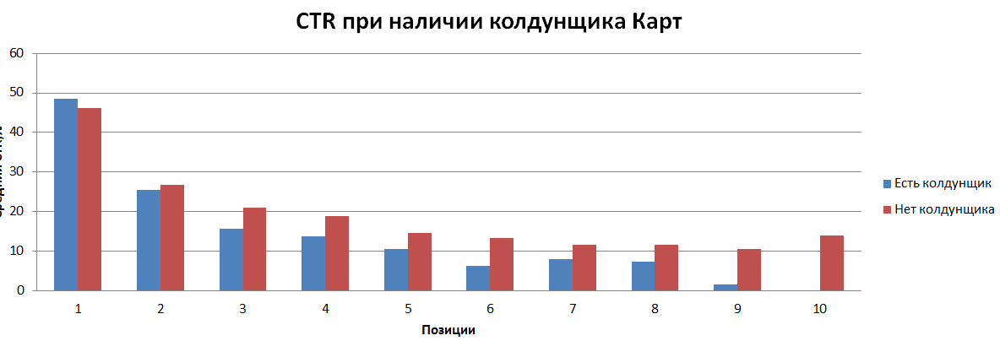 CTR при наличии колдунщика Карт
60
50
40
30
20
10
0
1 2 3 4 5 6 7 8 9 10
Позиции
Есть колдунщик
Нет колдунщика